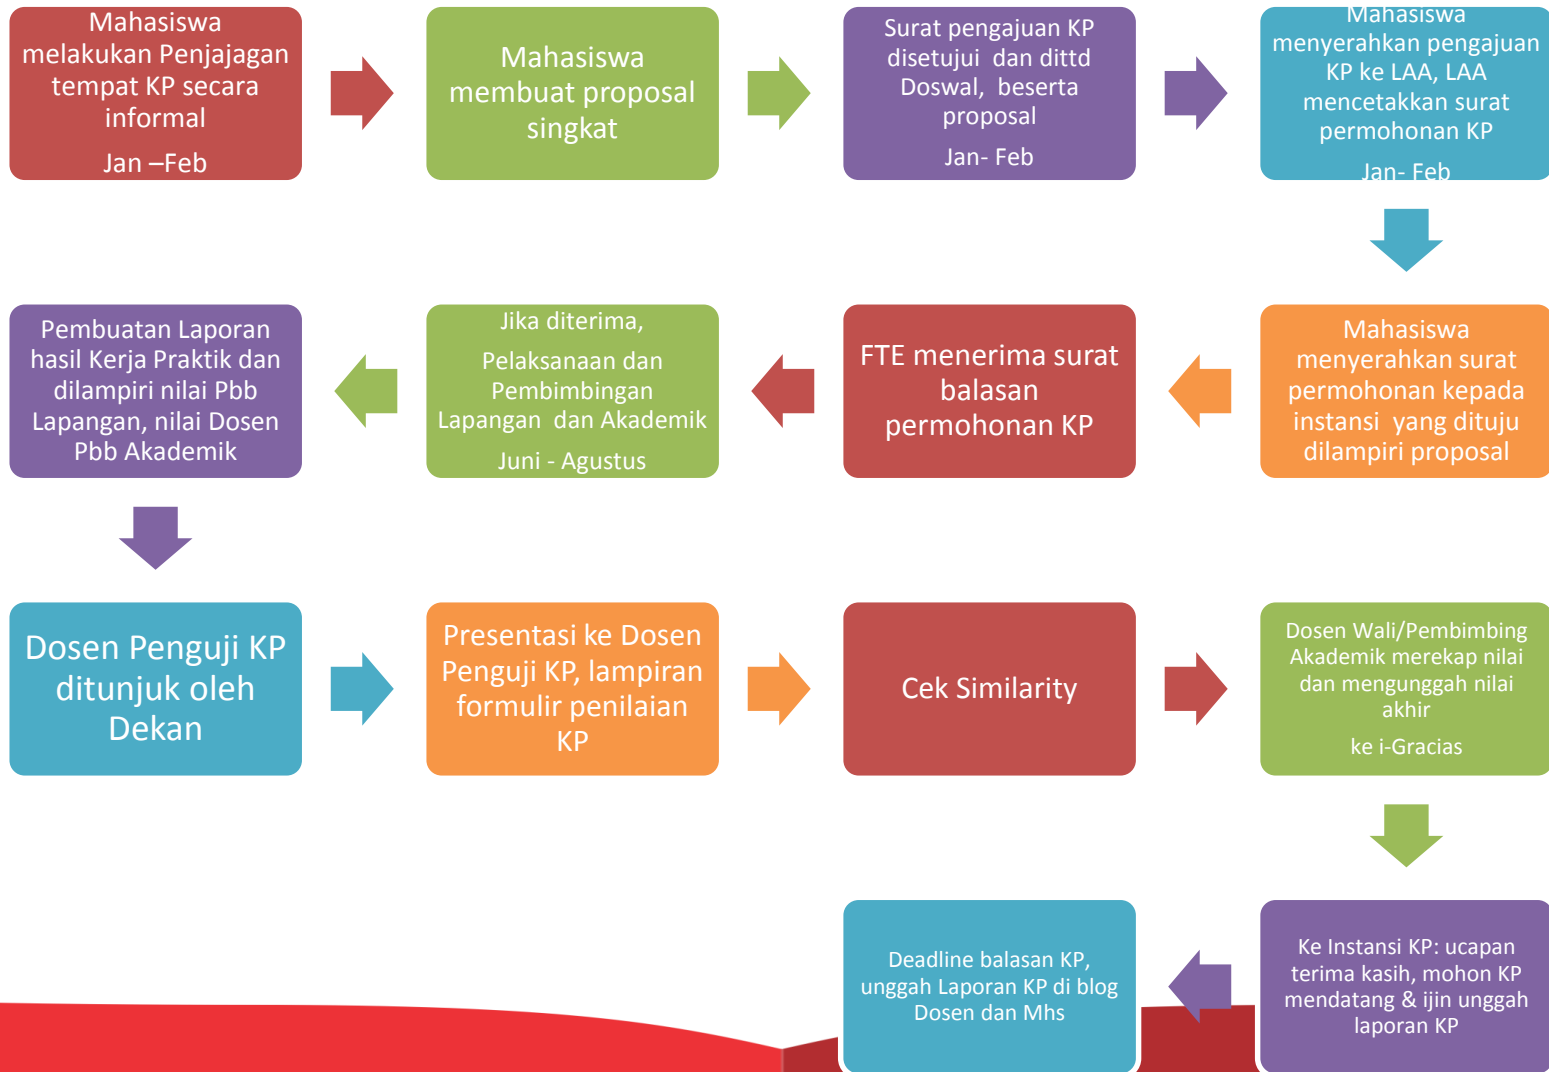 Mahasiswa
melakukan Penjajagan
tempat KP secara
informal
Jan –Feb
Mahasiswa
membuat proposal
singkat
Surat pengajuan KP
disetujui dan dittd
Doswal, beserta
proposal
Jan- Feb
Mahasiswa
menyerahkan pengajuan
KP ke LAA, LAA
mencetakkan surat
permohonan KP
Jan- Feb
Mahasiswa
menyerahkan surat
permohonan kepada
instansi yang dituju
dilampiri proposal
FTE menerima surat
balasan
permohonan KP
Jika diterima,
Pelaksanaan dan
Pembimbingan
Lapangan dan Akademik
Juni - Agustus
Pembuatan Laporan
hasil Kerja Praktik dan
dilampiri nilai Pbb
Lapangan, nilai Dosen
Pbb Akademik
Dosen Penguji KP
ditunjuk oleh
Dekan
Presentasi ke Dosen
Penguji KP, lampiran
formulir penilaian
KP
Cek Similarity
Dosen Wali/Pembimbing
Akademik merekap nilai
dan mengunggah nilai
akhir
ke i-Gracias
Ke Instansi KP: ucapan
terima kasih, mohon KP
mendatang & ijin unggah
laporan KP
Deadline balasan KP,
unggah Laporan KP di blog
Dosen dan Mhs